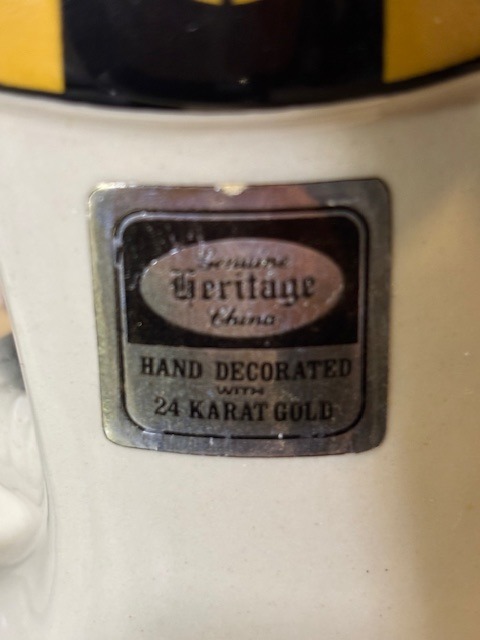 Genuine
Heritage
China
HAND DECORATED
WITH
24 KARAT GOLD